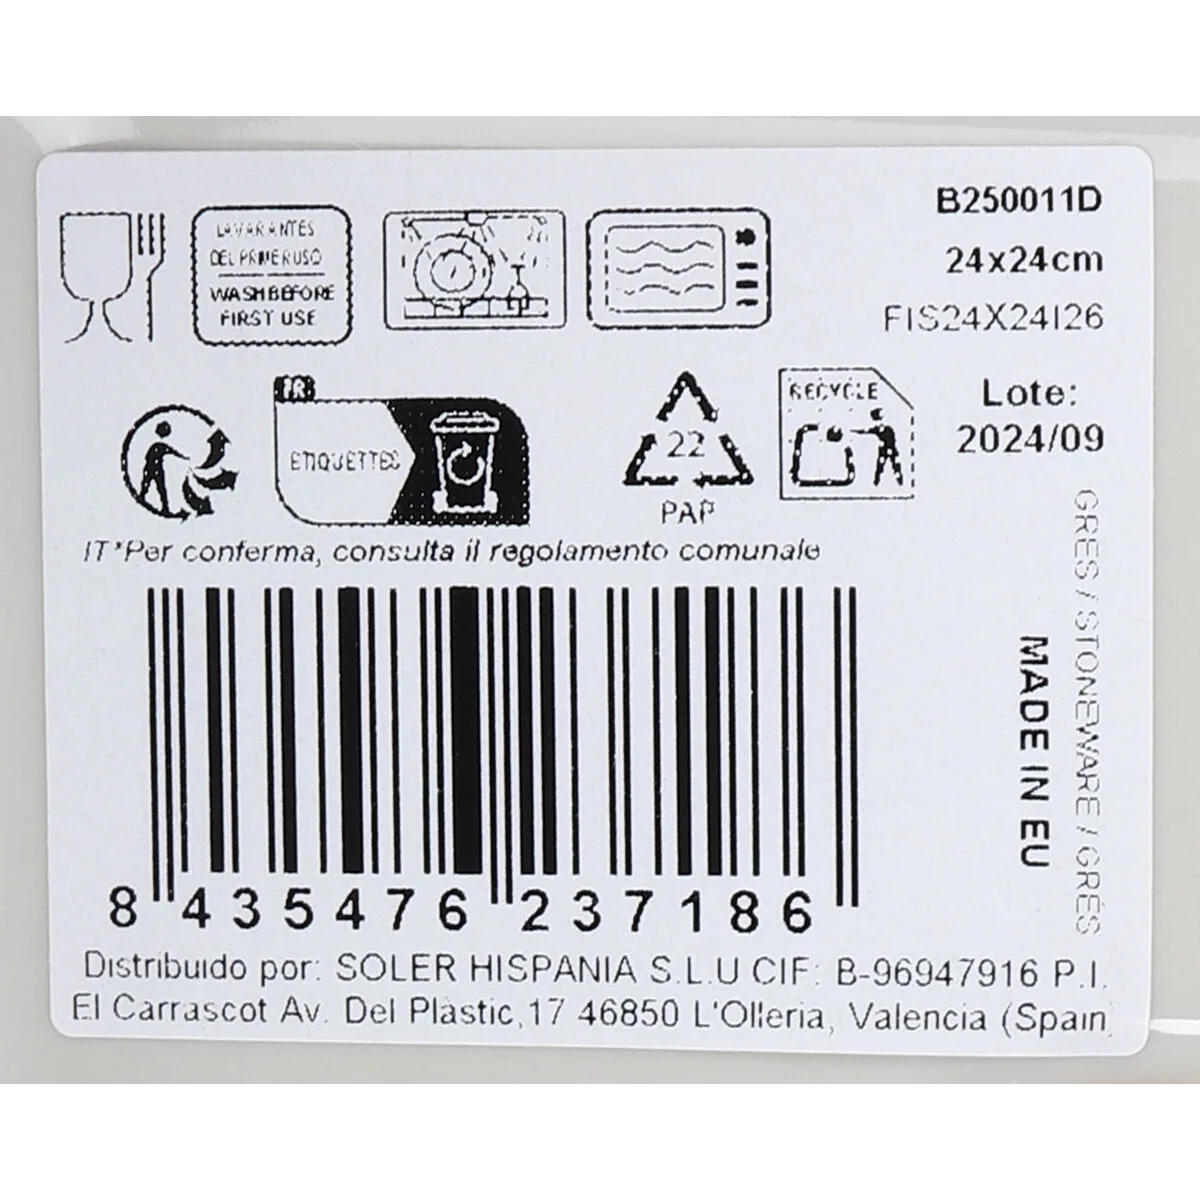 B250011D
24x24cm
FIS24X24I26
LAVAR ANTES
DEL PRIMER USO
WASH BEFORE
FIRST USE
FR
ETIQUETTES
22
PAP
RECYCLE
Lote:
2024/09
IT*Per conferma, consulta il regolamento comunale
GRES / STONEWARE / GRÉS
MADE IN EU
8 435476 237186
Distribuido por: SOLER HISPANIA S.L.U CIF: B-96947916 P.I.
El Carrascot Av. Del Plàstic,17 46850 L'Olleria, Valencia (Spain)